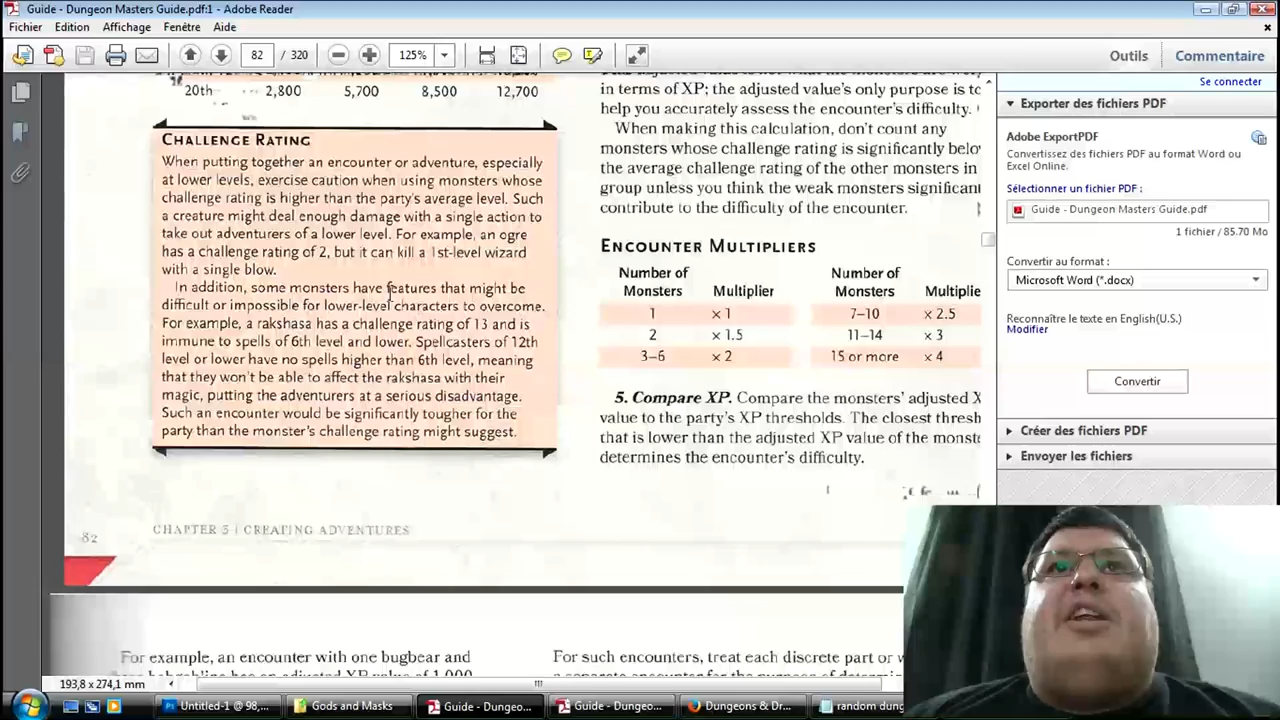 Guide - Dungeon Masters Guide.pdf:1 - Adobe Reader
Fichier Edition Affichage Fenêtre Aide
82 / 320 125% Outils Commentaire
20th 2,800 5,700 8,500 12,700
CHALLENGE RATING
When putting together an encounter or adventure, especially
at lower levels, exercise caution when using monsters whose
challenge rating is higher than the party's average level. Such
a creature might deal enough damage with a single action to
take out adventurers of a lower level. For example, an ogre
has a challenge rating of 2, but it can kill a 1st-level wizard
with a single blow.
In addition, some monsters have features that might be
difficult or impossible for lower-level characters to overcome.
For example, a rakshasa has a challenge rating of 13 and is
immune to spells of 6th level and lower. Spellcasters of 12th
level or lower have no spells higher than 6th level, meaning
that they won't be able to affect the rakshasa with their
magic, putting the adventurers at a serious disadvantage.
Such an encounter would be significantly tougher for the
party than the monster's challenge rating might suggest.
82
CHAPTER 3 | CREATING ADVENTURES
in terms of XP; the adjusted value's only purpose is to
help you accurately assess the encounter's difficulty.
When making this calculation, don't count any
monsters whose challenge rating is significantly belo
the average challenge rating of the other monsters in
group unless you think the weak monsters significant
contribute to the difficulty of the encounter.
ENCOUNTER MULTIPLIERS
Number of Number of
Monsters Multiplier Monsters Multiplie
1 × 1 7–10 × 2.5
2 × 1.5 11–14 × 3
3–6 × 2 15 or more × 4
5. Compare XP. Compare the monsters' adjusted X
value to the party's XP thresholds. The closest thresh
that is lower than the adjusted XP value of the monste
determines the encounter's difficulty.
For example, an encounter with one bugbear and
For such encounters, treat each discrete part or w
Se connecter
Exporter des fichiers PDF
Adobe ExportPDF
Convertissez des fichiers PDF au format Word ou
Excel Online.
Sélectionner un fichier PDF :
Guide - Dungeon Masters Guide.pdf
1 fichier / 85.70 Mo
Convertir au format :
Microsoft Word (*.docx)
Reconnaître le texte en English(U.S.)
Modifier
Convertir
Créer des fichiers PDF
Envoyer les fichiers
193,8 x 274,1 mm
Untitled-1 @ 98,... Gods and Masks Guide - Dungeo... Guide - Dungeo... Dungeons & Dr... random dun